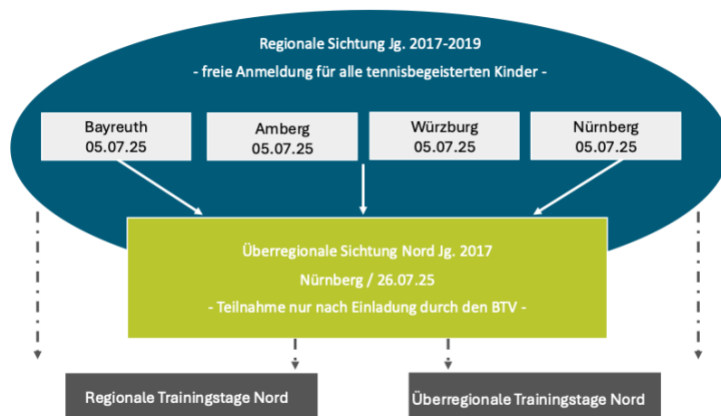 Regionale Sichtung Jg. 2017-2019
- freie Anmeldung für alle tennisbegeisterten Kinder -
Bayreuth
05.07.25
Amberg
05.07.25
Würzburg
05.07.25
Nürnberg
05.07.25
Überregionale Sichtung Nord Jg. 2017
Nürnberg / 26.07.25
- Teilnahme nur nach Einladung durch den BTV -
Regionale Trainingstage Nord
Überregionale Trainingstage Nord